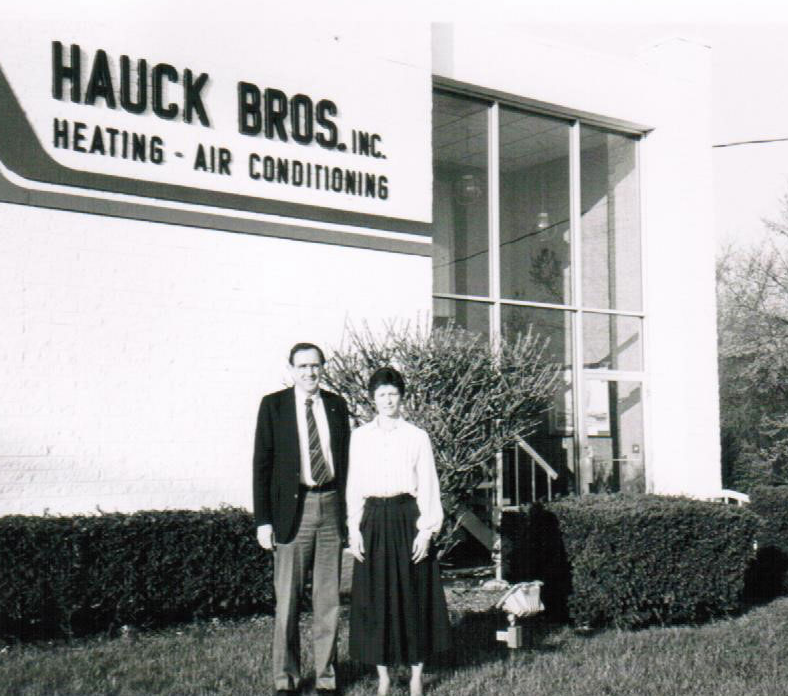 HAUCK BROS. INC.
HEATING - AIR CONDITIONING